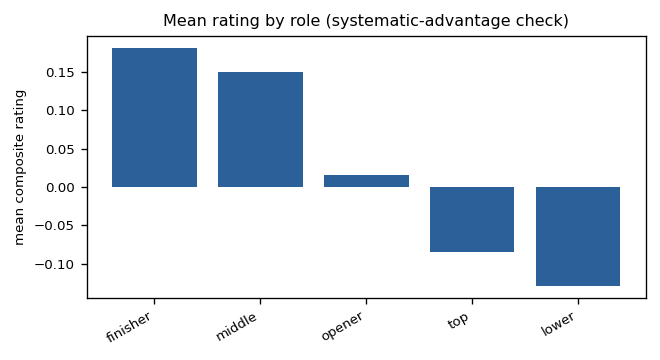 Mean rating by role (systematic-advantage check)
mean composite rating
0.15
0.10
0.05
0.00
−0.05
−0.10
finisher
middle
opener
top
lower